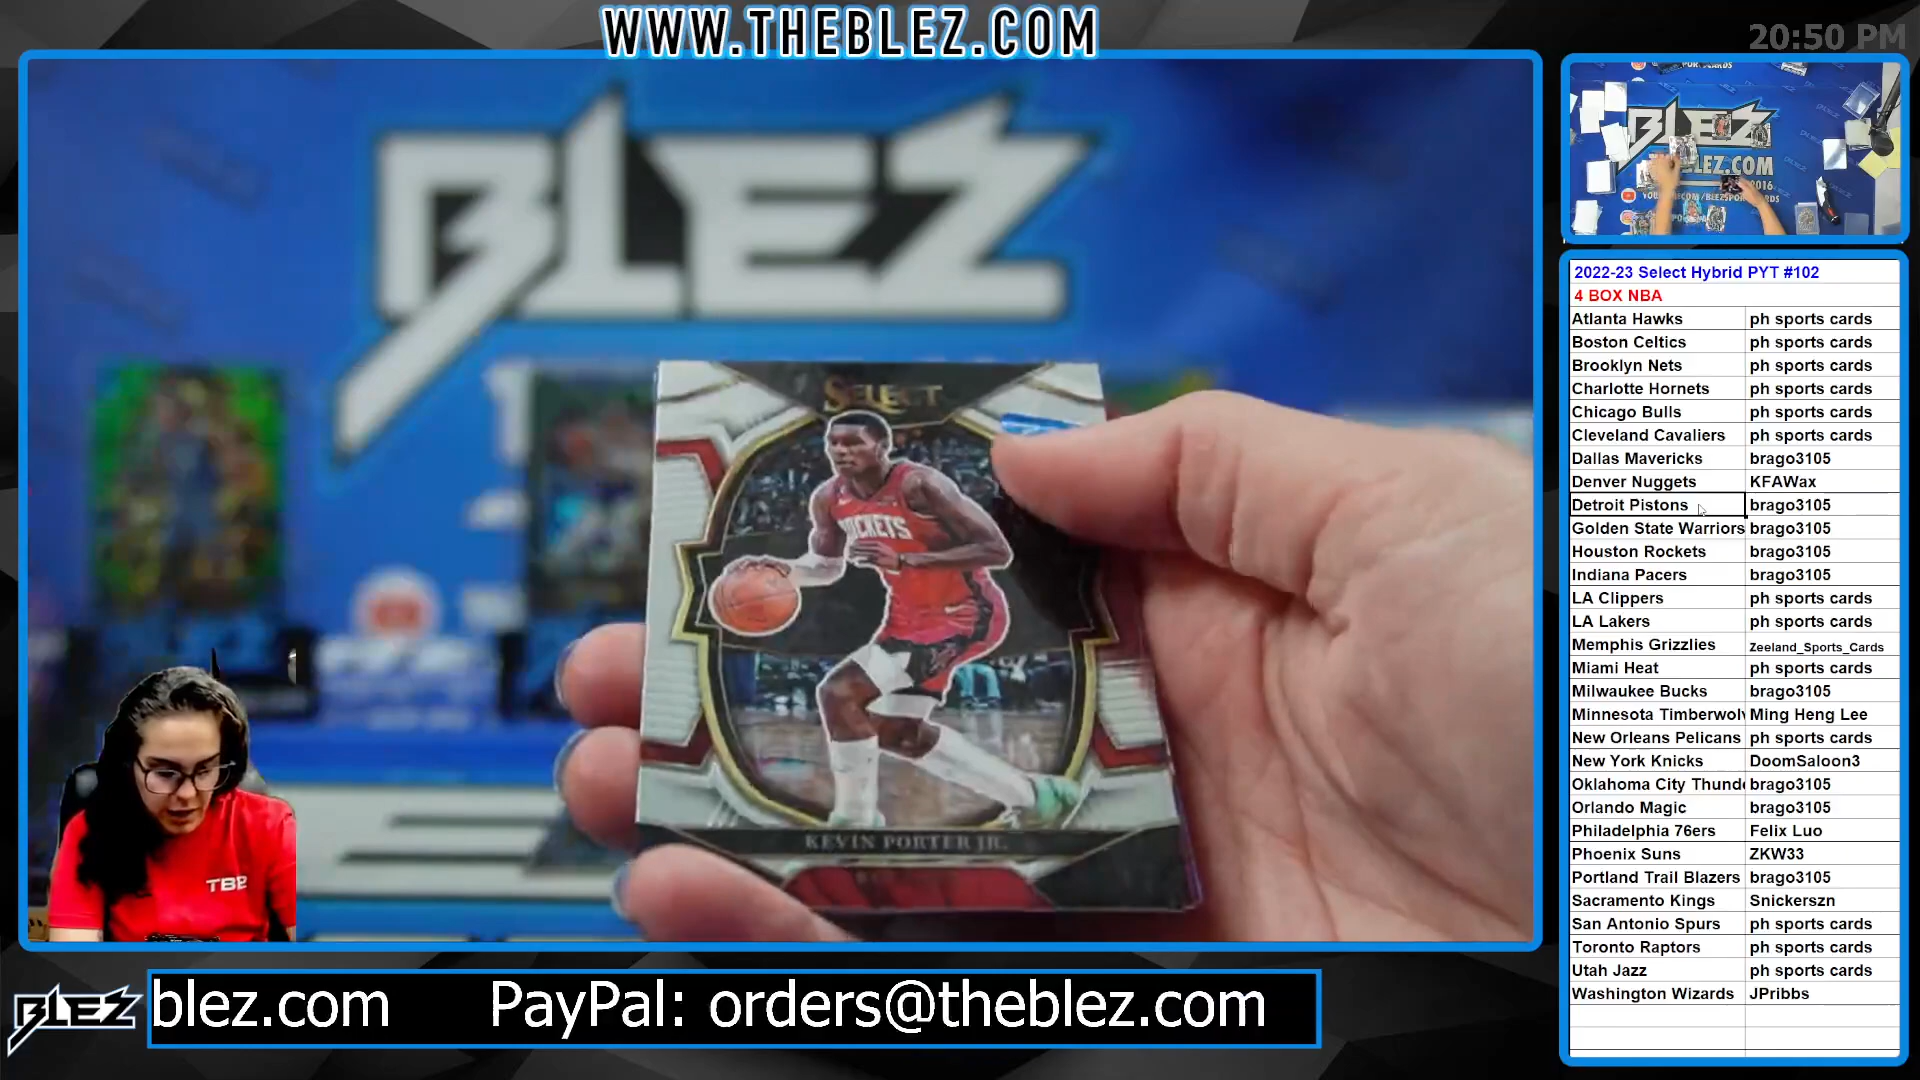 WWW.THEBLEZ.COM
20:50 PM
BLEZ
SELECT
ROCKETS
KEVIN PORTER JR.
TBE
BLEZ
LEZ.COM
2016
2022-23 Select Hybrid PYT #102
4 BOX NBA
Atlanta Hawks ph sports cards
Boston Celtics ph sports cards
Brooklyn Nets ph sports cards
Charlotte Hornets ph sports cards
Chicago Bulls ph sports cards
Cleveland Cavaliers ph sports cards
Dallas Mavericks brago3105
Denver Nuggets KFAWax
Detroit Pistons brago3105
Golden State Warriors brago3105
Houston Rockets brago3105
Indiana Pacers brago3105
LA Clippers ph sports cards
LA Lakers ph sports cards
Memphis Grizzlies Zeeland_Sports_Cards
Miami Heat ph sports cards
Milwaukee Bucks brago3105
Minnesota Timberwolv Ming Heng Lee
New Orleans Pelicans ph sports cards
New York Knicks DoomSaloon3
Oklahoma City Thunde brago3105
Orlando Magic brago3105
Philadelphia 76ers Felix Luo
Phoenix Suns ZKW33
Portland Trail Blazers brago3105
Sacramento Kings Snickerszn
San Antonio Spurs ph sports cards
Toronto Raptors ph sports cards
Utah Jazz ph sports cards
Washington Wizards JPribbs
BLEZ
blez.com PayPal: orders@theblez.com